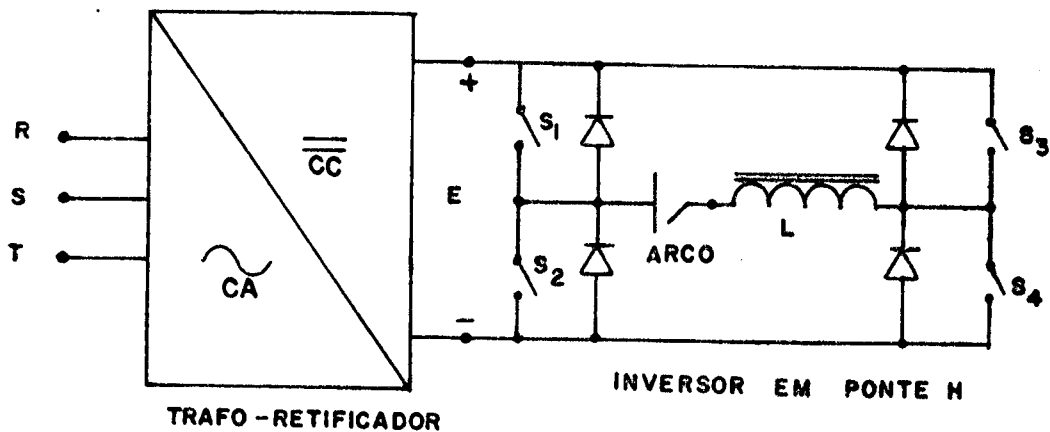 R
S
T
CC
CA
+
E
−
S1
S2
ARCO
L
S3
S4
INVERSOR EM PONTE H
TRAFO-RETIFICADOR